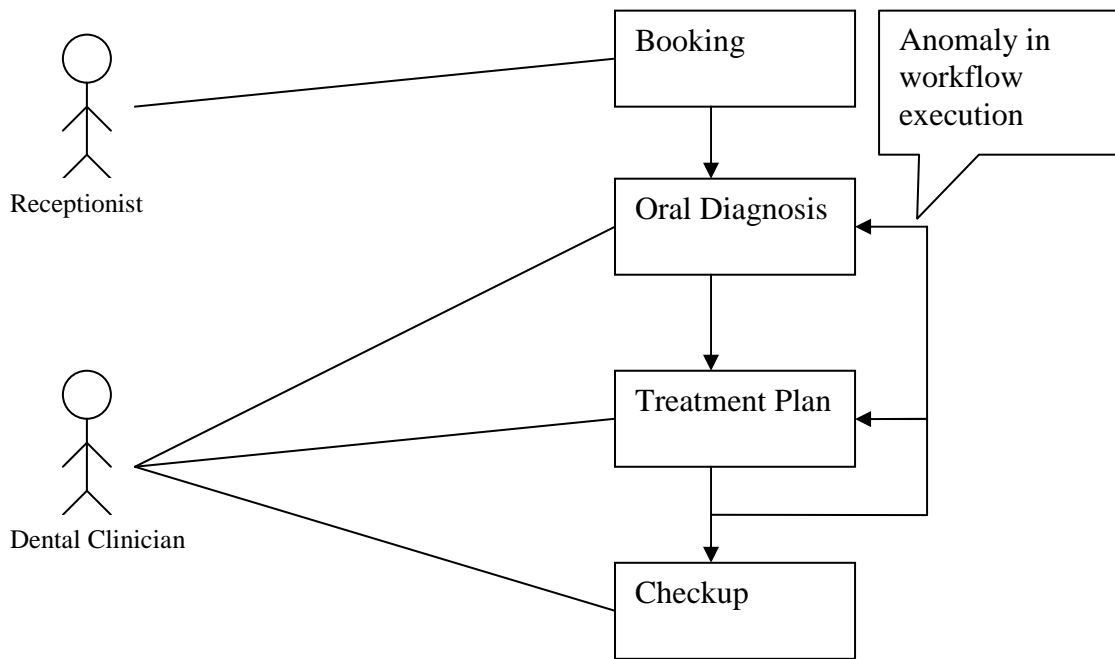 Booking
Anomaly in
workflow
execution
Receptionist
Oral Diagnosis
Treatment Plan
Dental Clinician
Checkup